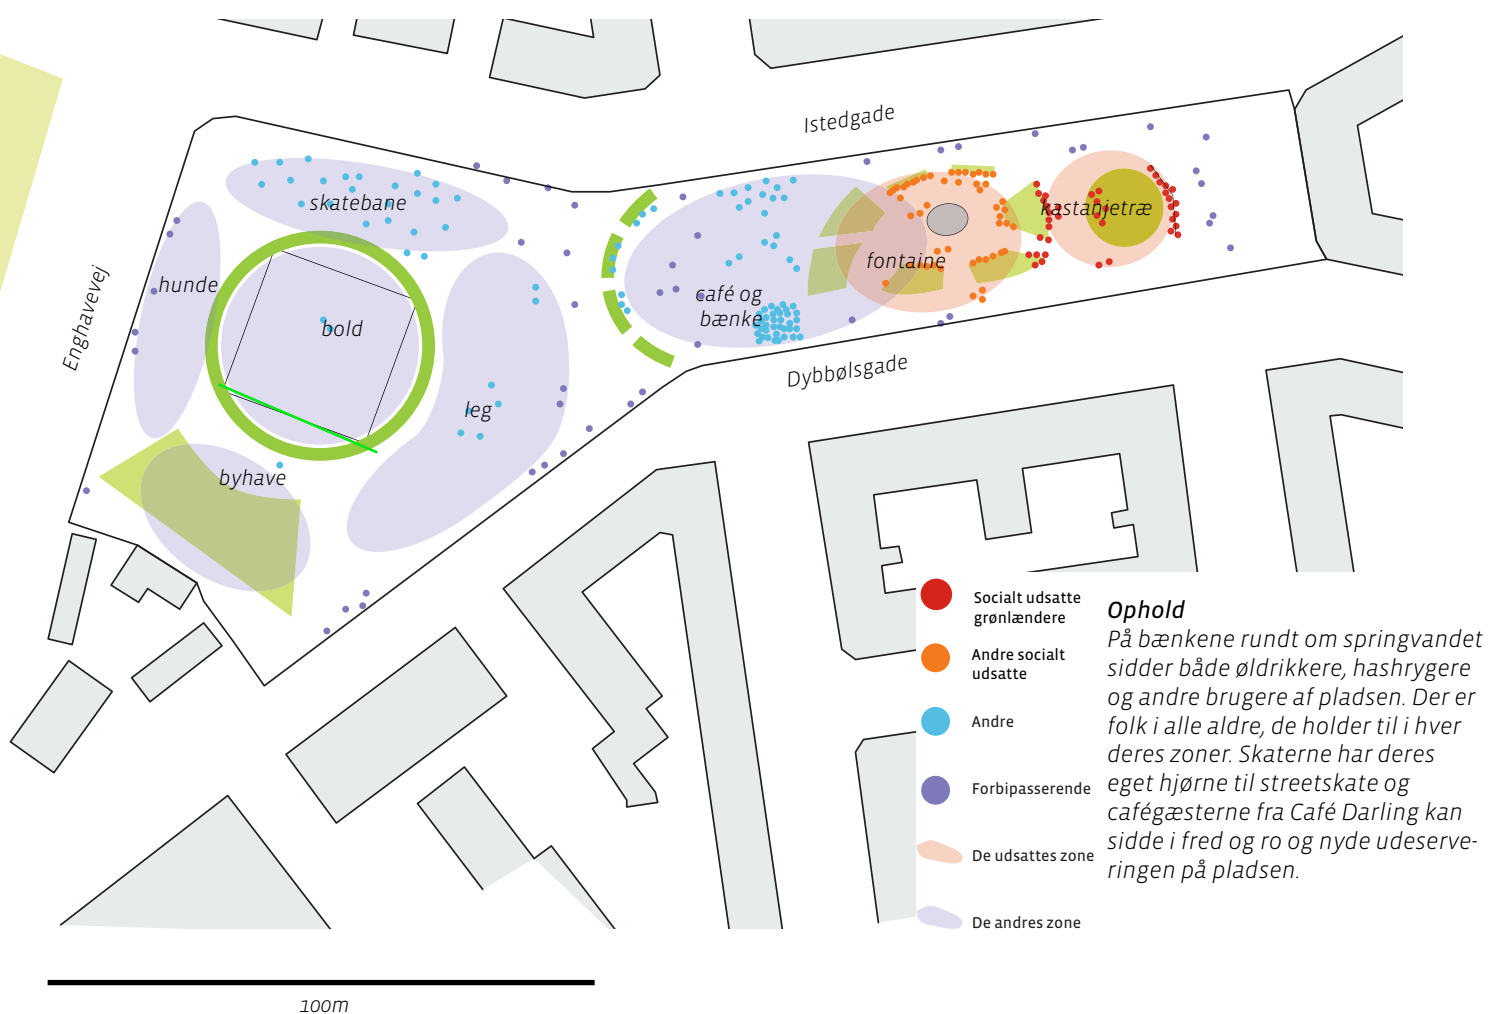 Istedgade
skatebane
kastanietræ
fontaine
hunde
café og
bænke
Enghavevej
bold
Dybbølsgade
leg
byhave
Socialt udsatte
grønlændere
Andre socialt
udsatte
Andre
Forbipasserende
De udsattes zone
De andres zone
Ophold
På bænkene rundt om springvandet
sidder både øldrikkere, hashrygere
og andre brugere af pladsen. Der er
folk i alle aldre, de holder til i hver
deres zoner. Skaterne har deres
eget hjørne til streetskate og
cafégæsterne fra Café Darling kan
sidde i fred og ro og nyde udeserve-
ringen på pladsen.
100m